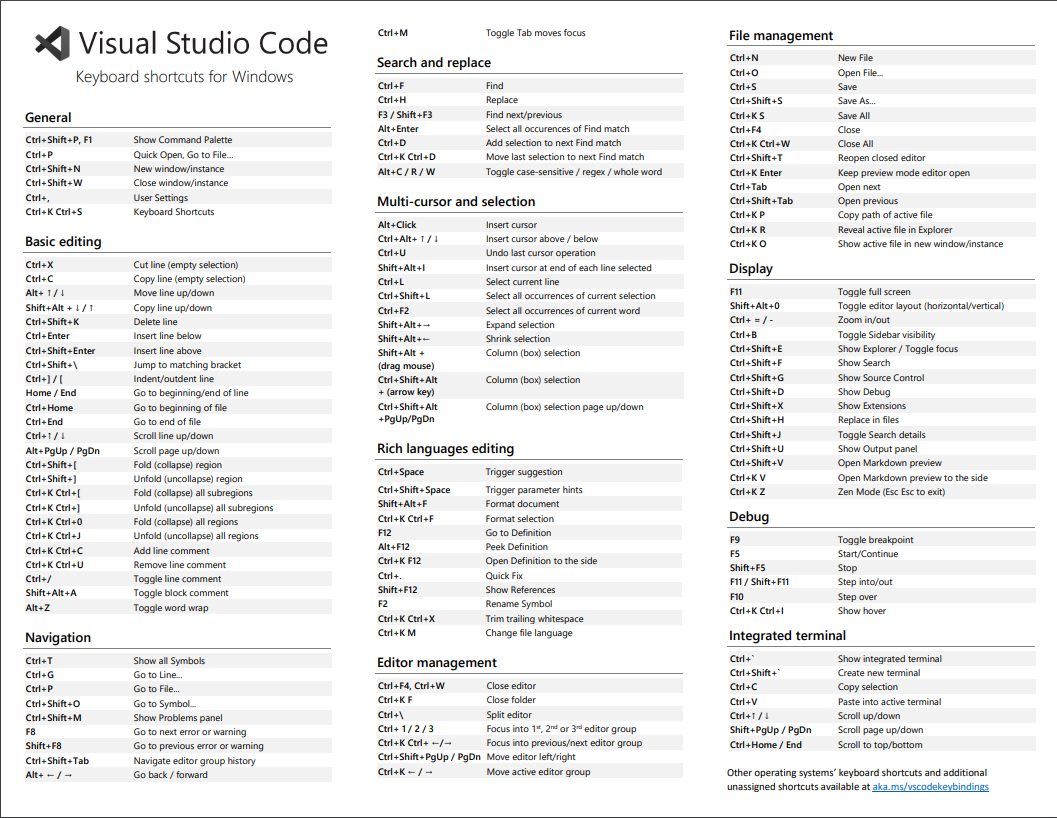 Visual Studio Code
Keyboard shortcuts for Windows
General
Ctrl+Shift+P, F1 Show Command Palette
Ctrl+P Quick Open, Go to File…
Ctrl+Shift+N New window/instance
Ctrl+Shift+W Close window/instance
Ctrl+, User Settings
Ctrl+K Ctrl+S Keyboard Shortcuts
Basic editing
Ctrl+X Cut line (empty selection)
Ctrl+C Copy line (empty selection)
Alt+ ↑ / ↓ Move line up/down
Shift+Alt + ↓ / ↑ Copy line up/down
Ctrl+Shift+K Delete line
Ctrl+Enter Insert line below
Ctrl+Shift+Enter Insert line above
Ctrl+Shift+\ Jump to matching bracket
Ctrl+] / [ Indent/outdent line
Home / End Go to beginning/end of line
Ctrl+Home Go to beginning of file
Ctrl+End Go to end of file
Ctrl+↑ / ↓ Scroll line up/down
Alt+PgUp / PgDn Scroll page up/down
Ctrl+Shift+[ Fold (collapse) region
Ctrl+Shift+] Unfold (uncollapse) region
Ctrl+K Ctrl+[ Fold (collapse) all subregions
Ctrl+K Ctrl+] Unfold (uncollapse) all subregions
Ctrl+K Ctrl+0 Fold (collapse) all regions
Ctrl+K Ctrl+J Unfold (uncollapse) all regions
Ctrl+K Ctrl+C Add line comment
Ctrl+K Ctrl+U Remove line comment
Ctrl+/ Toggle line comment
Shift+Alt+A Toggle block comment
Alt+Z Toggle word wrap
Navigation
Ctrl+T Show all Symbols
Ctrl+G Go to Line...
Ctrl+P Go to File...
Ctrl+Shift+O Go to Symbol...
Ctrl+Shift+M Show Problems panel
F8 Go to next error or warning
Shift+F8 Go to previous error or warning
Ctrl+Shift+Tab Navigate editor group history
Alt+ ← / → Go back / forward
Ctrl+M Toggle Tab moves focus
Search and replace
Ctrl+F Find
Ctrl+H Replace
F3 / Shift+F3 Find next/previous
Alt+Enter Select all occurences of Find match
Ctrl+D Add selection to next Find match
Ctrl+K Ctrl+D Move last selection to next Find match
Alt+C / R / W Toggle case-sensitive / regex / whole word
Multi-cursor and selection
Alt+Click Insert cursor
Ctrl+Alt+ ↑ / ↓ Insert cursor above / below
Ctrl+U Undo last cursor operation
Shift+Alt+I Insert cursor at end of each line selected
Ctrl+L Select current line
Ctrl+Shift+L Select all occurrences of current selection
Ctrl+F2 Select all occurrences of current word
Shift+Alt+→ Expand selection
Shift+Alt+← Shrink selection
Shift+Alt + Column (box) selection
(drag mouse)
Ctrl+Shift+Alt Column (box) selection
+ (arrow key)
Ctrl+Shift+Alt Column (box) selection page up/down
+PgUp/PgDn
Rich languages editing
Ctrl+Space Trigger suggestion
Ctrl+Shift+Space Trigger parameter hints
Shift+Alt+F Format document
Ctrl+K Ctrl+F Format selection
F12 Go to Definition
Alt+F12 Peek Definition
Ctrl+K F12 Open Definition to the side
Ctrl+. Quick Fix
Shift+F12 Show References
F2 Rename Symbol
Ctrl+K Ctrl+X Trim trailing whitespace
Ctrl+K M Change file language
Editor management
Ctrl+F4, Ctrl+W Close editor
Ctrl+K F Close folder
Ctrl+\ Split editor
Ctrl+ 1 / 2 / 3 Focus into 1st, 2nd or 3rd editor group
Ctrl+K Ctrl+ ←/→ Focus into previous/next editor group
Ctrl+Shift+PgUp / PgDn Move editor left/right
Ctrl+K ← / → Move active editor group
File management
Ctrl+N New File
Ctrl+O Open File...
Ctrl+S Save
Ctrl+Shift+S Save As...
Ctrl+K S Save All
Ctrl+F4 Close
Ctrl+K Ctrl+W Close All
Ctrl+Shift+T Reopen closed editor
Ctrl+K Enter Keep preview mode editor open
Ctrl+Tab Open next
Ctrl+Shift+Tab Open previous
Ctrl+K P Copy path of active file
Ctrl+K R Reveal active file in Explorer
Ctrl+K O Show active file in new window/instance
Display
F11 Toggle full screen
Shift+Alt+0 Toggle editor layout (horizontal/vertical)
Ctrl+ = / - Zoom in/out
Ctrl+B Toggle Sidebar visibility
Ctrl+Shift+E Show Explorer / Toggle focus
Ctrl+Shift+F Show Search
Ctrl+Shift+G Show Source Control
Ctrl+Shift+D Show Debug
Ctrl+Shift+X Show Extensions
Ctrl+Shift+H Replace in files
Ctrl+Shift+J Toggle Search details
Ctrl+Shift+U Show Output panel
Ctrl+Shift+V Open Markdown preview
Ctrl+K V Open Markdown preview to the side
Ctrl+K Z Zen Mode (Esc Esc to exit)
Debug
F9 Toggle breakpoint
F5 Start/Continue
Shift+F5 Stop
F11 / Shift+F11 Step into/out
F10 Step over
Ctrl+K Ctrl+I Show hover
Integrated terminal
Ctrl+` Show integrated terminal
Ctrl+Shift+` Create new terminal
Ctrl+C Copy selection
Ctrl+V Paste into active terminal
Ctrl+↑ / ↓ Scroll up/down
Shift+PgUp / PgDn Scroll page up/down
Ctrl+Home / End Scroll to top/bottom
Other operating systems’ keyboard shortcuts and additional
unassigned shortcuts available at aka.ms/vscodekeybindings